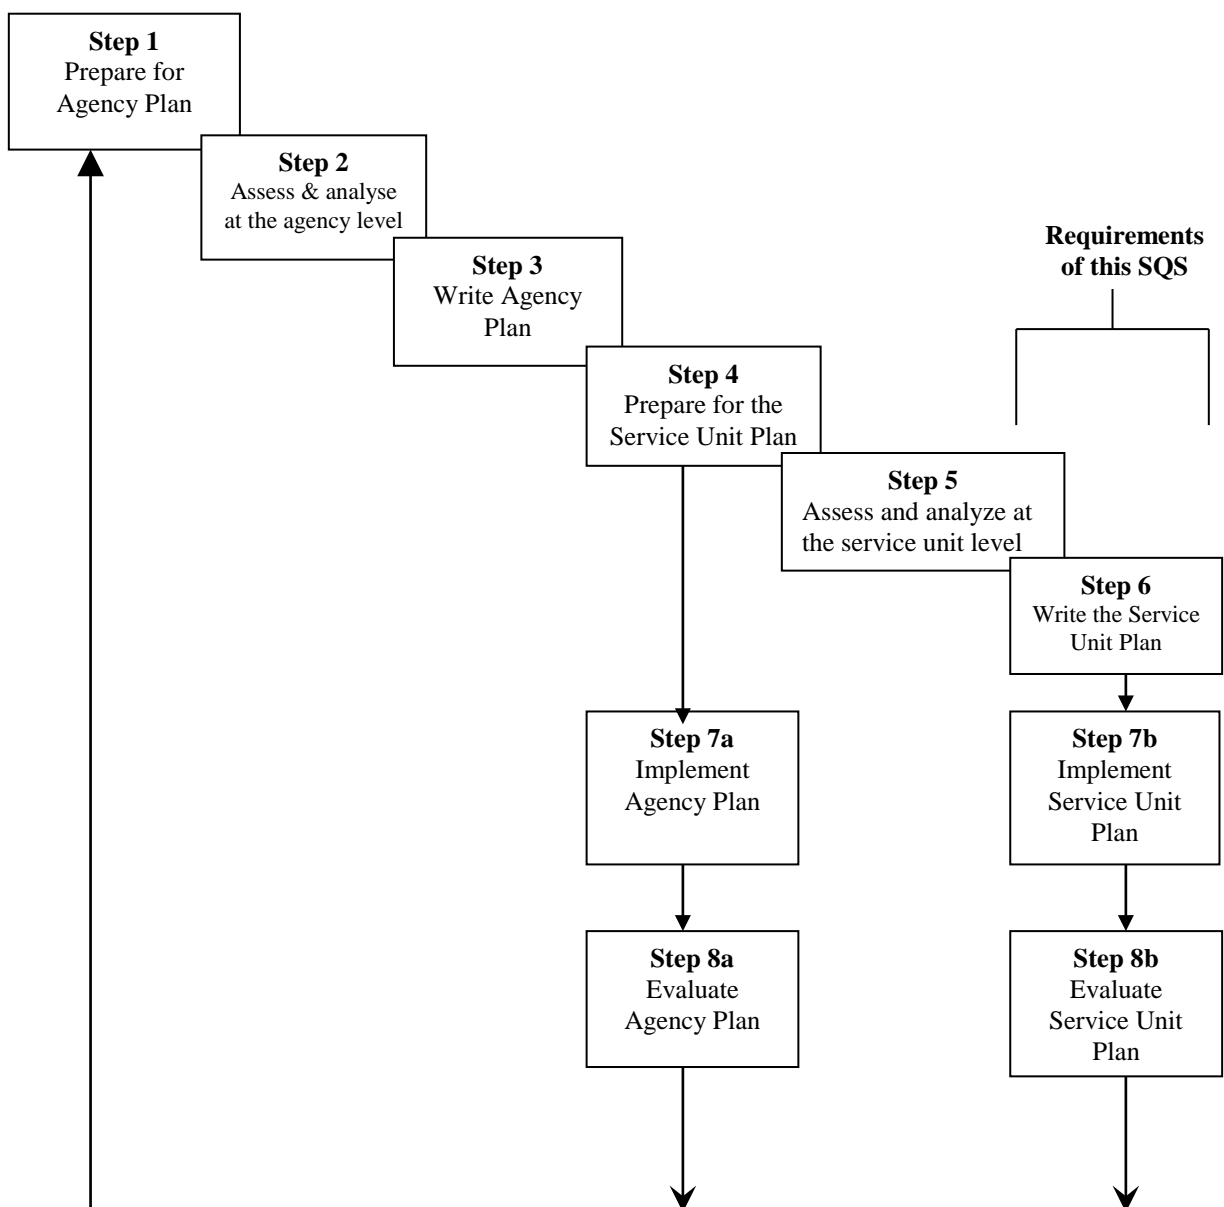 Step 1
Prepare for
Agency Plan
Step 2
Assess & analyse
at the agency level
Step 3
Write Agency
Plan
Requirements
of this SQS
Step 4
Prepare for the
Service Unit Plan
Step 5
Assess and analyze at
the service unit level
Step 6
Write the Service
Unit Plan
Step 7a
Implement
Agency Plan
Step 7b
Implement
Service Unit
Plan
Step 8a
Evaluate
Agency Plan
Step 8b
Evaluate
Service Unit
Plan